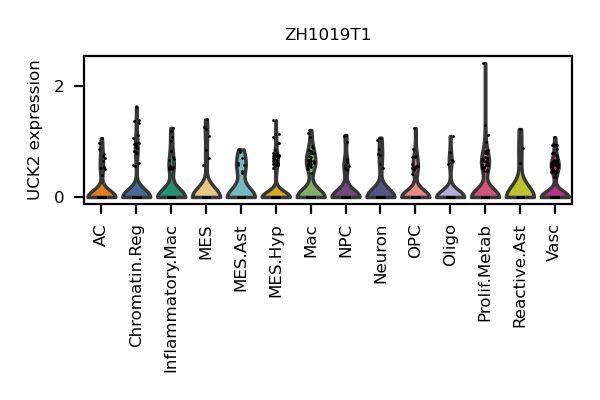 ZH1019T1
UCK2 expression
2
0
AC
Chromatin.Reg
Inflammatory.Mac
MES
MES.Ast
MES.Hyp
Mac
NPC
Neuron
OPC
Oligo
Prolif.Metab
Reactive.Ast
Vasc